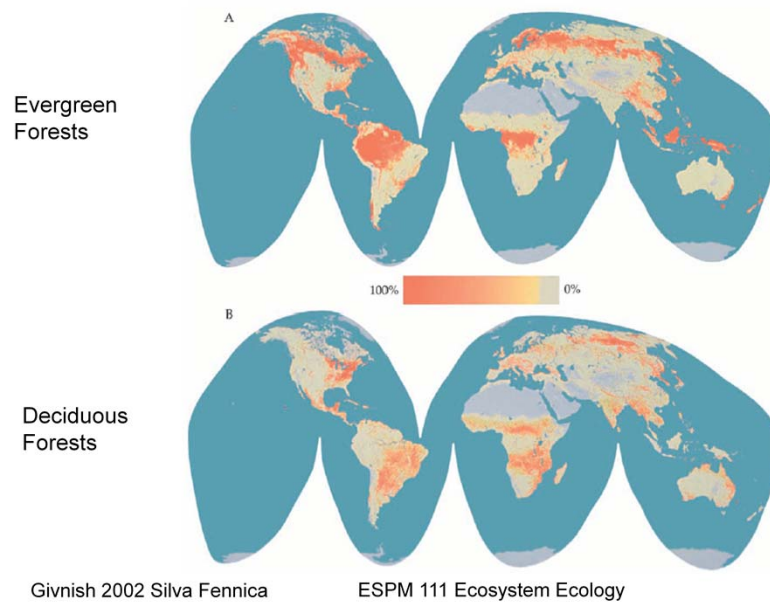 A
Evergreen
Forests
100%
0%
B
Deciduous
Forests
Givnish 2002 Silva Fennica
ESPM 111 Ecosystem Ecology